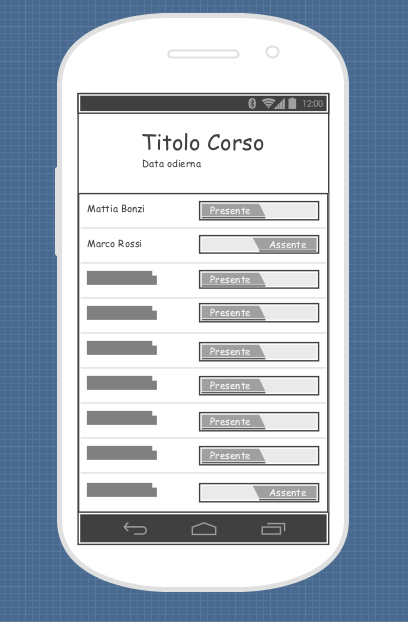 12:00
Titolo Corso
Data odierna
Mattia Bonzi Presente
Marco Rossi Assente
Presente
Presente
Presente
Presente
Presente
Presente
Assente